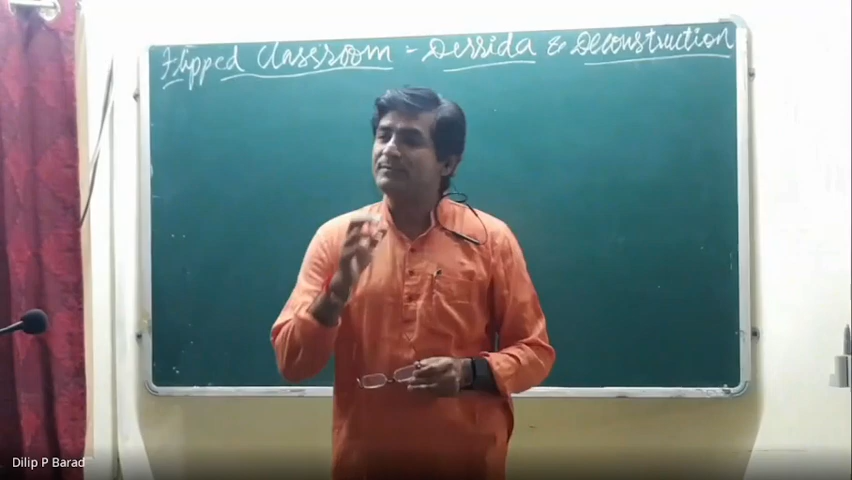 Flipped Classroom - Derrida & Deconstruction
Dilip P Barad